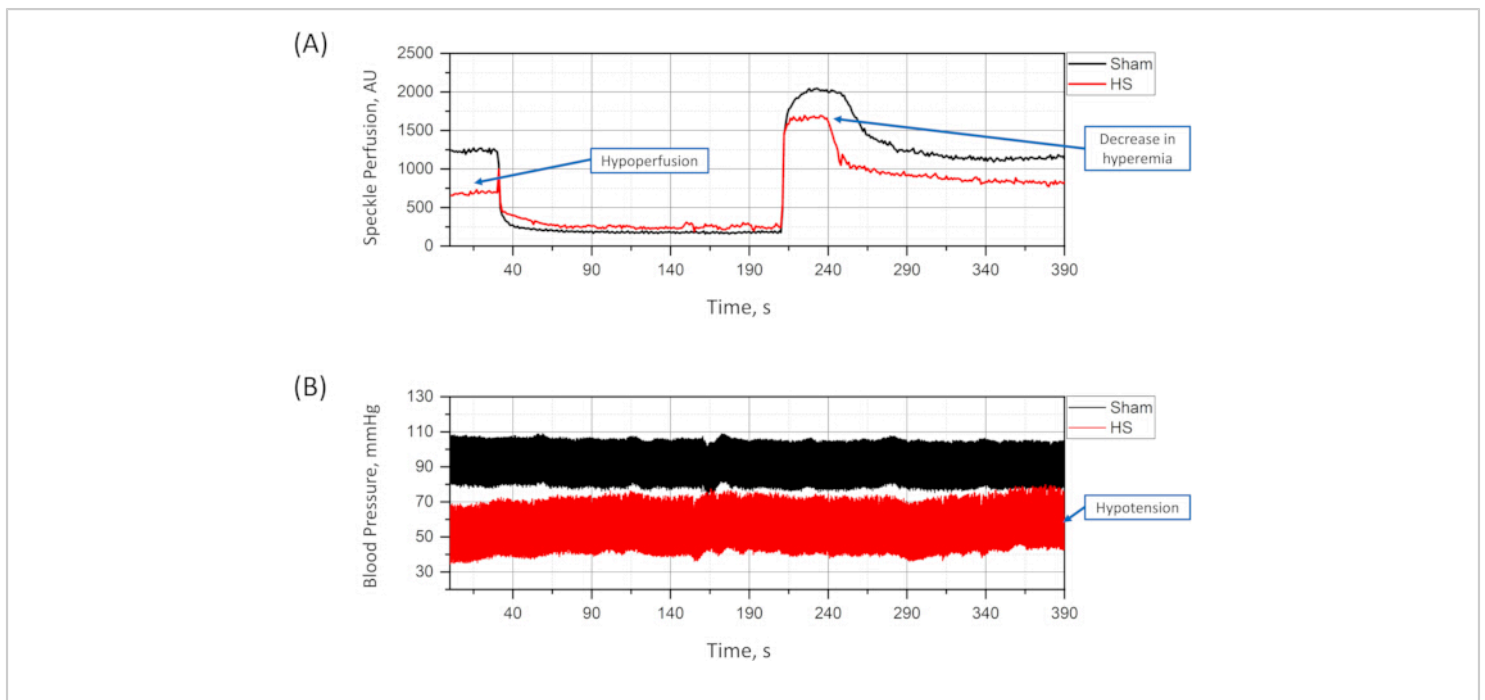 (A)
Speckle Perfusion, AU
2500
2000
1500
1000
500
0
Sham
HS
Hypoperfusion
Decrease in
hyperemia
40 90 140 190 240 290 340 390
Time, s
(B)
Blood Pressure, mmHg
130
110
90
70
50
30
Sham
HS
Hypotension
40 90 140 190 240 290 340 390
Time, s